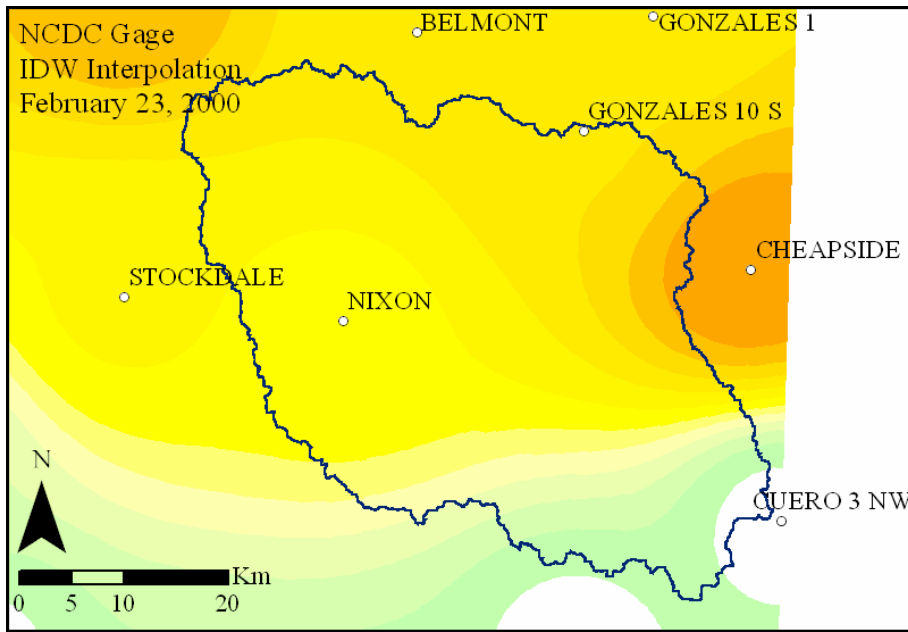 NCDC Gage
IDW Interpolation
February 23, 2000
BELMONT
GONZALES 1
GONZALES 10 S
CHEAPSIDE
STOCKDALE
NIXON
N
CUERO 3 NW
Km
0 5 10 20